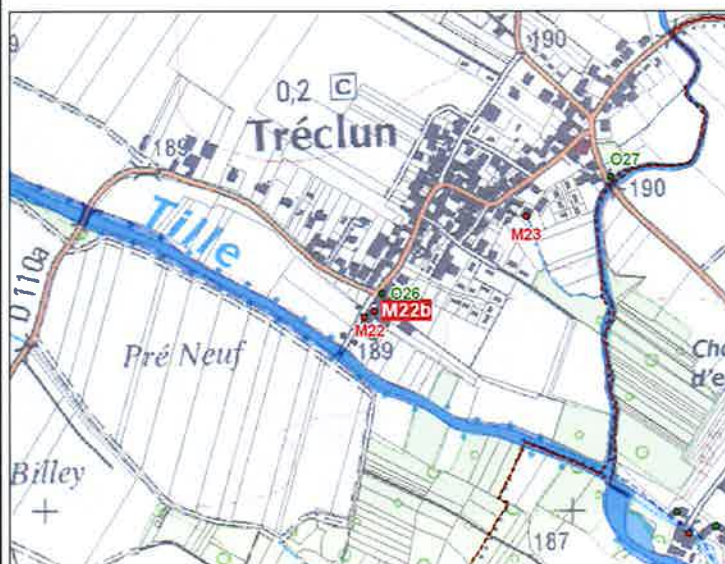 9
190
0,2 C
Tréclun
189
O27
190
Tille
M23
D 110a
O26
M22b
M22
189
Pré Neuf
Cha
d'e
Billey
187